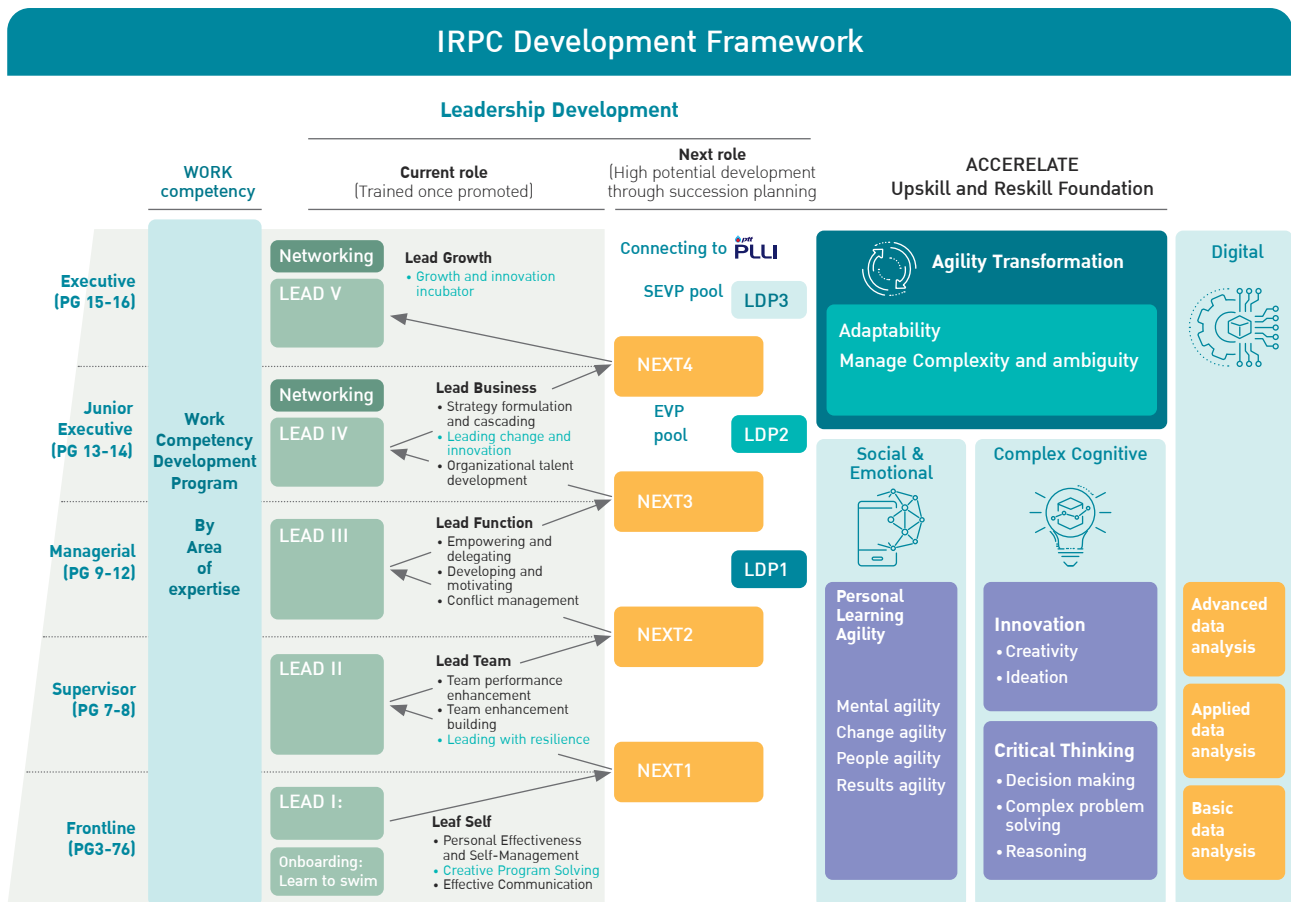 IRPC Development Framework
Leadership Development
WORK
competency
Current role
(Trained once promoted)
Next role
(High potential development
through succession planning
ACCERELATE
Upskill and Reskill Foundation
Executive
(PG 15-16)
Junior
Executive
(PG 13-14)
Managerial
(PG 9-12)
Supervisor
(PG 7-8)
Frontline
(PG3-76)
Work
Competency
Development
Program
By
Area
of
expertise
Networking
LEAD V
Lead Growth
• Growth and innovation
incubator
Networking
LEAD IV
Lead Business
• Strategy formulation
and cascading
• Leading change and
innovation
• Organizational talent
development
LEAD III
Lead Function
• Empowering and
delegating
• Developing and
motivating
• Conflict management
LEAD II
Lead Team
• Team performance
enhancement
• Team enhancement
building
• Leading with resilience
LEAD I:
Onboarding:
Learn to swim
Leaf Self
• Personal Effectiveness
and Self-Management
• Creative Program Solving
• Effective Communication
Connecting to
ptt
PLLI
SEVP pool
LDP3
NEXT4
EVP
pool
LDP2
NEXT3
LDP1
NEXT2
NEXT1
Agility Transformation
Adaptability
Manage Complexity and ambiguity
Social &
Emotional
Personal
Learning
Agility
Mental agility
Change agility
People agility
Results agility
Complex Cognitive
Innovation
• Creativity
• Ideation
Critical Thinking
• Decision making
• Complex problem
solving
• Reasoning
Digital
Advanced
data
analysis
Applied
data
analysis
Basic
data
analysis